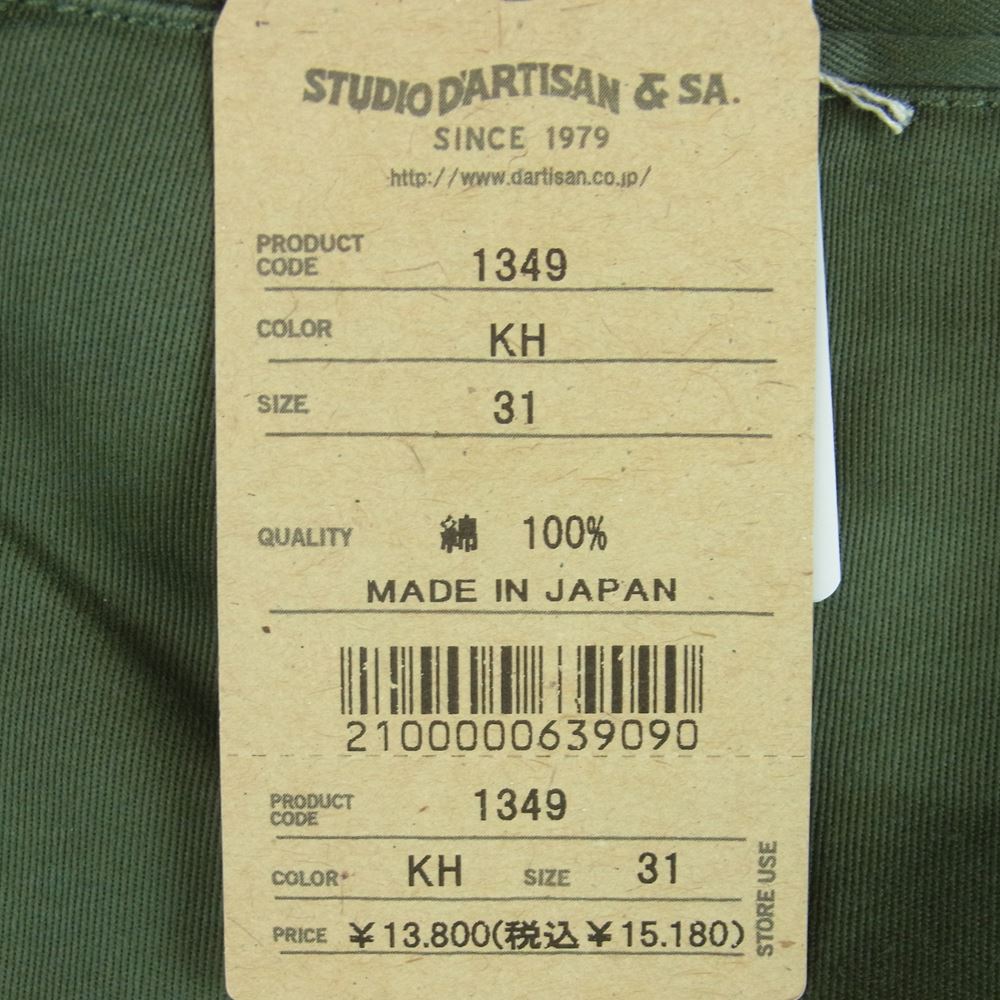 STUDIO D'ARTISAN & SA.
SINCE 1979
http://www.dartisan.co.jp/
PRODUCT CODE 1349
COLOR KH
SIZE 31
QUALITY 綿 100%
MADE IN JAPAN
2100000639090
PRODUCT CODE 1349
COLOR KH SIZE 31
PRICE ¥13.800(税込¥15.180)
STORE USE